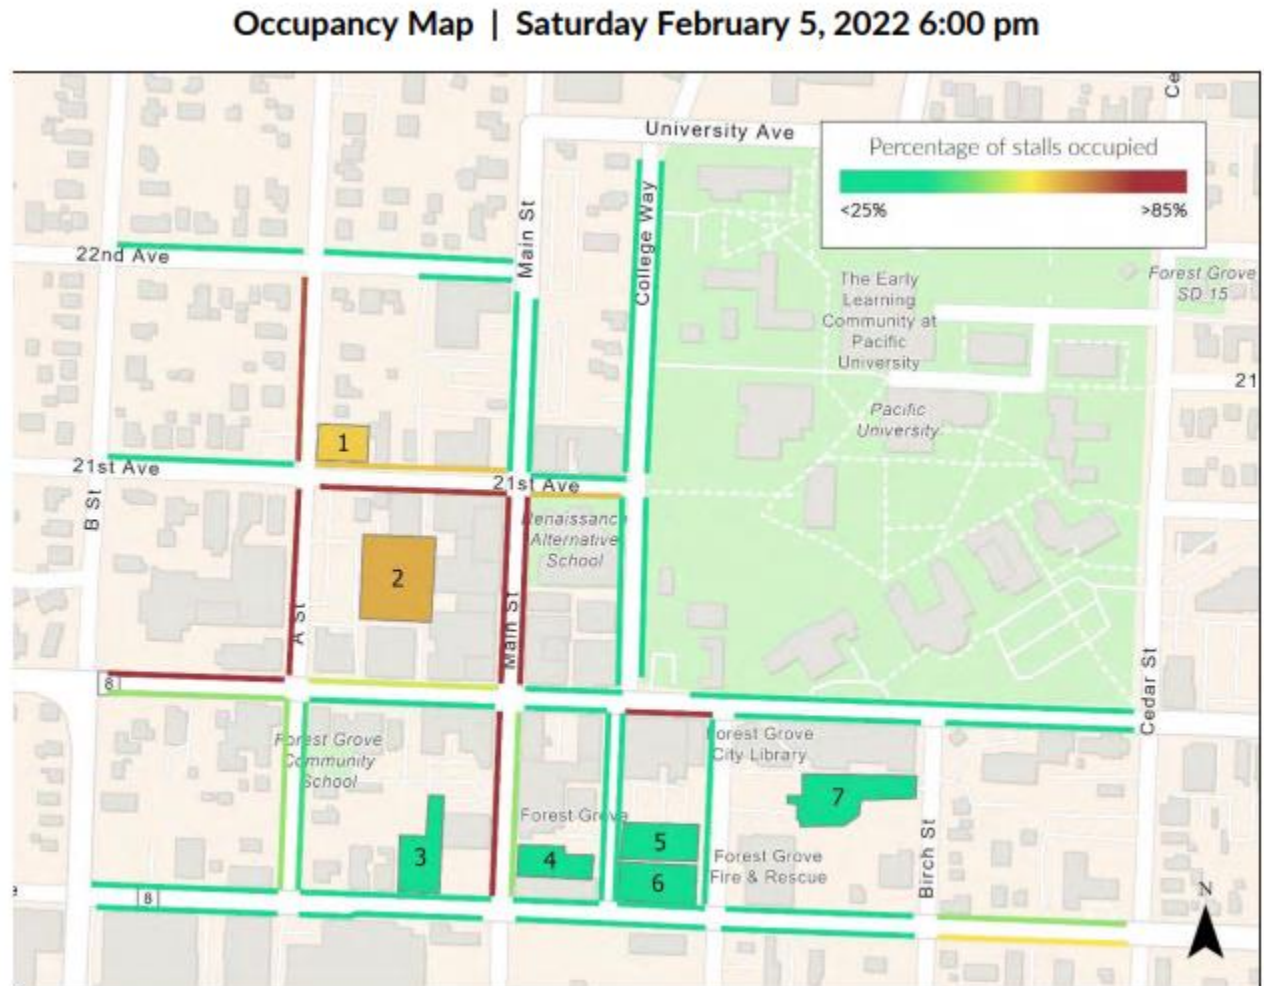 Occupancy Map | Saturday February 5, 2022 6:00 pm
Ce
University Ave
Percentage of stalls occupied
<25%
>85%
Main St
College Way
22nd Ave
The Early
Learning
Community at
Pacific
University
Forest Grove
SD 15
21
Pacific
University
1
21st Ave
21st Ave
B St
Renaissance
Alternative
School
2
A St
Main St
8
Cedar St
Forest Grove
Community
School
Forest Grove
City Library
7
Forest Grove
3
4
5
6
Forest Grove
Fire & Rescue
Birch St
e
8
N